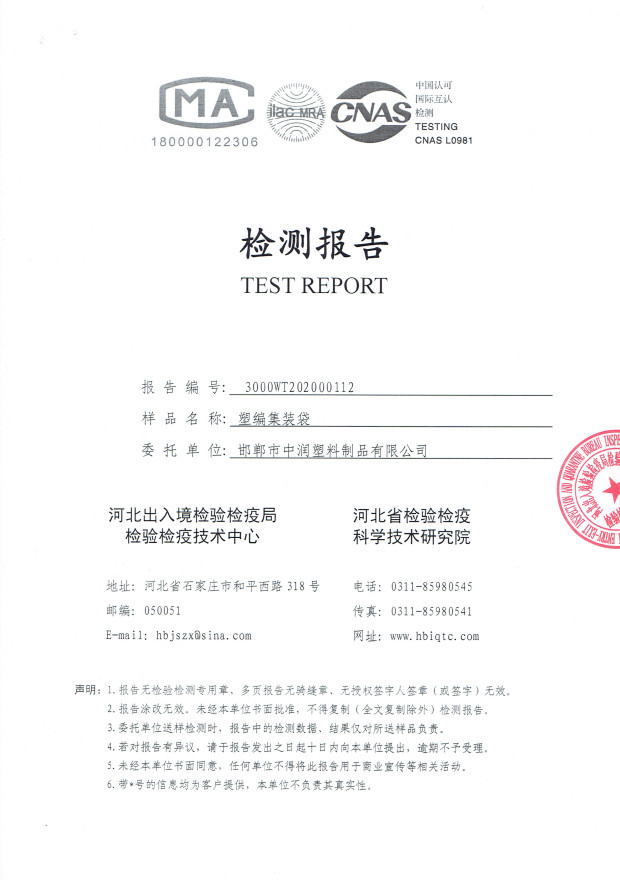 MA
180000122306
ilac-MRA
CNAS
中国认可
国际互认
检测
TESTING
CNAS L0981
检测报告
TEST REPORT
报告编号: 3000WT202000112
样品名称: 塑编集装袋
委托单位: 邯郸市中润塑料制品有限公司
河北出入境检验检疫局
检验检疫技术中心
河北省检验检疫
科学技术研究院
地址: 河北省石家庄市和平西路 318 号
邮编: 050051
E-mail: hbjszx@sina.com
电话: 0311-85980545
传真: 0311-85980541
网址: www.hbiqtc.com
声明: 1.报告无检验检测专用章、多页报告无骑缝章、无授权签字人签章（或签字）无效。
2.报告涂改无效。未经本单位书面批准，不得复制（全文复制除外）检测报告。
3.委托单位送样检测时，报告中的检测数据、结果仅对所送样品负责。
4.若对报告有异议，请于报告发出之日起十日内向本单位提出，逾期不予受理。
5.未经本单位书面同意，任何单位不得将此报告用于商业宣传等相关活动。
6.带*号的信息均为客户提供，本单位不负责其真实性。